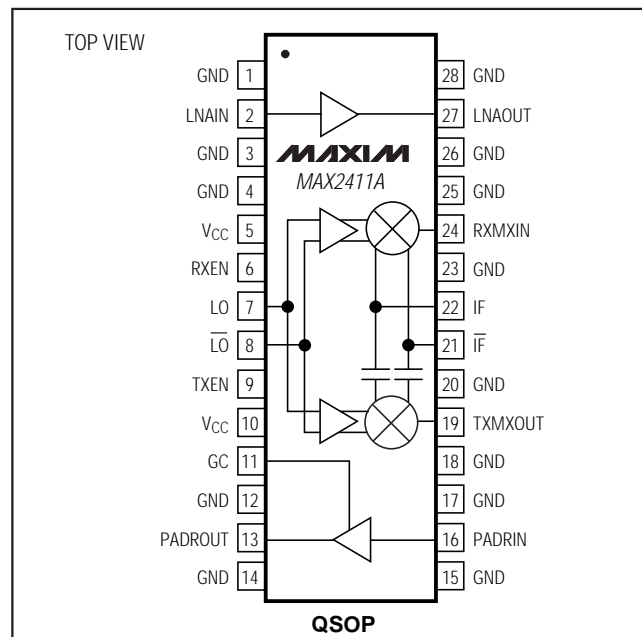 TOP VIEW
GND 1
28 GND
LNAIN 2
27 LNAOUT
GND 3
MAXIM
26 GND
GND 4
MAX2411A
25 GND
VCC 5
24 RXMXIN
RXEN 6
23 GND
LO 7
22 IF
L̅O̅ 8
21 I̅F̅
TXEN 9
20 GND
VCC 10
19 TXMXOUT
GC 11
18 GND
GND 12
17 GND
PADROUT 13
16 PADRIN
GND 14
15 GND
QSOP